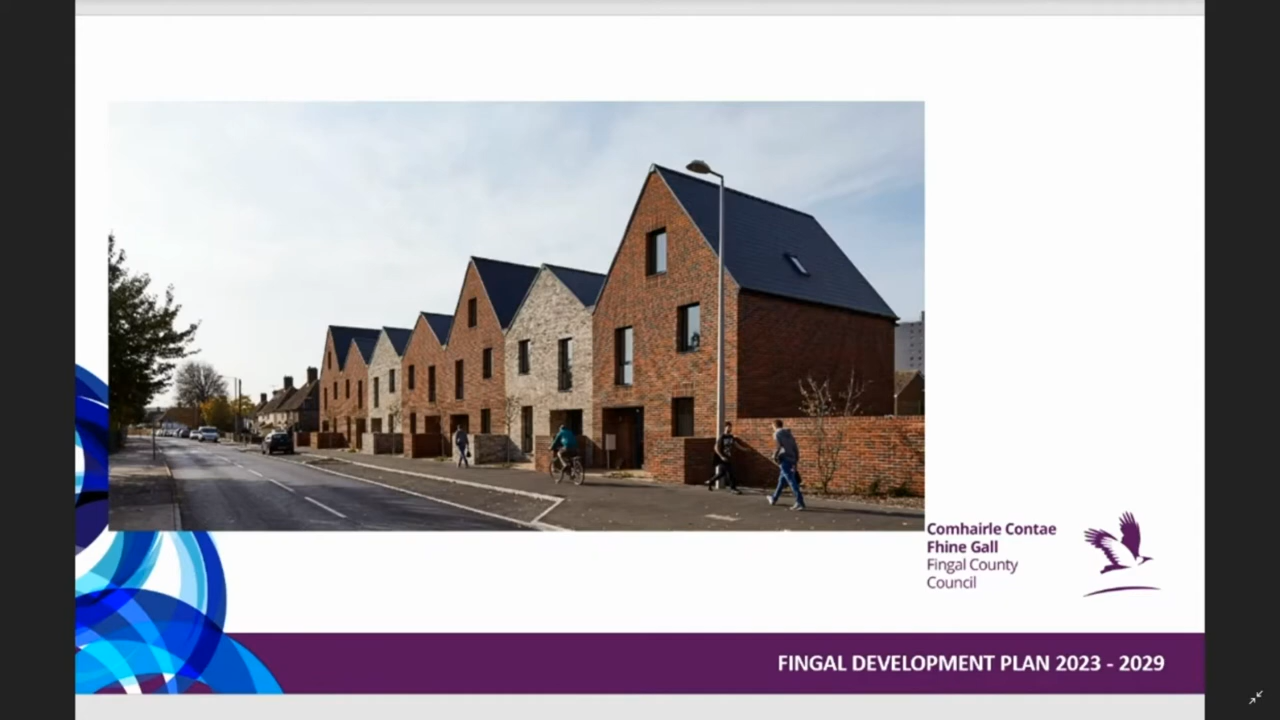 Comhairle Contae
Fhine Gall
Fingal County
Council
FINGAL DEVELOPMENT PLAN 2023 - 2029